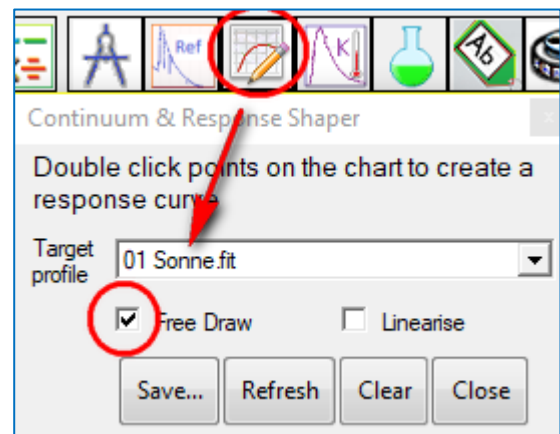 Ref
K
Ab
Continuum & Response Shaper
Double click points on the chart to create a
response curve
Target
profile
01 Sonne.fit
Free Draw
Linearise
Save...
Refresh
Clear
Close